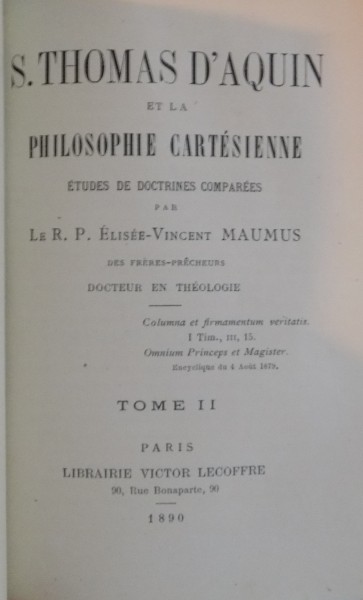 S. THOMAS D'AQUIN
ET LA
PHILOSOPHIE CARTÉSIENNE
ÉTUDES DE DOCTRINES COMPARÉES
PAR
LE R. P. ÉLISÉE-VINCENT MAUMUS
DES FRÈRES-PRÊCHEURS
DOCTEUR EN THÉOLOGIE
Columna et firmamentum veritatis.
I Tim., III, 15.
Omnium Princeps et Magister.
Encyclique du 4 Août 1879.
TOME II
PARIS
LIBRAIRIE VICTOR LECOFFRE
90, Rue Bonaparte, 90
1890